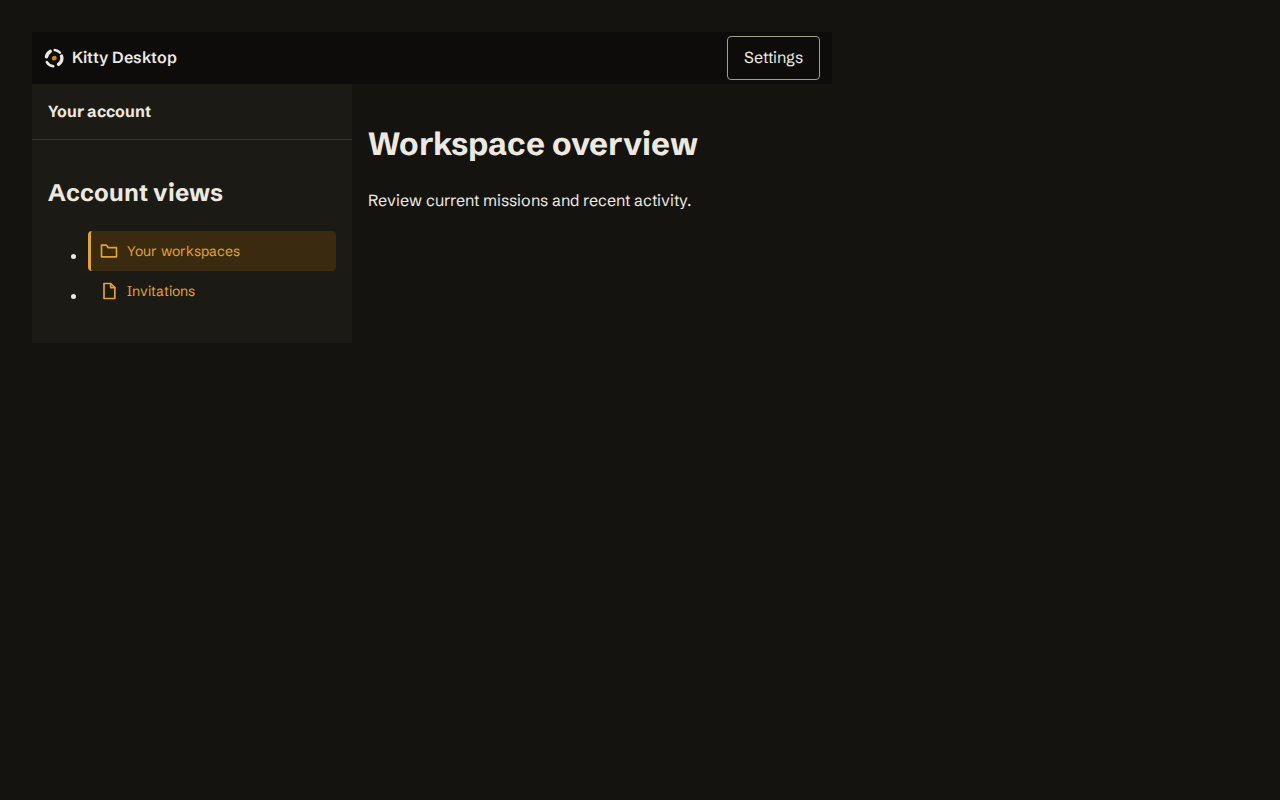 Kitty Desktop
Settings
Your account
Account views
Your workspaces
Invitations
Workspace overview
Review current missions and recent activity.